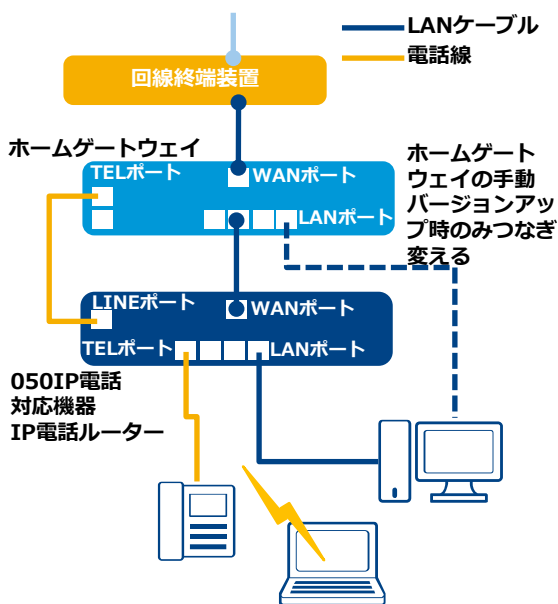 LANケーブル
電話線
回線終端装置
ホームゲートウェイ
TELポート
WANポート
LANポート
ホームゲート
ウェイの手動
バージョンアッ
プ時のみつなぎ
変える
LINEポート
WANポート
TELポート
LANポート
050IP電話
対応機器
IP電話ルーター